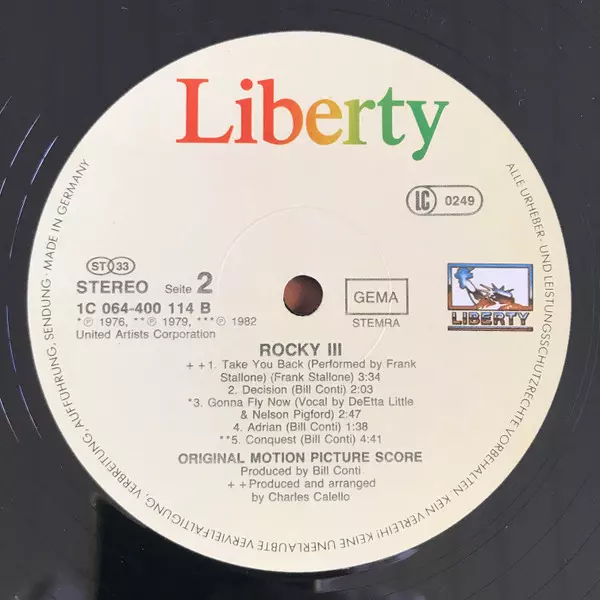 Liberty
LC 0249
ST 33
STEREO Seite 2
1C 064-400 114 B
* ℗ 1976, ** ℗ 1979, *** ℗ 1982
United Artists Corporation
GEMA
STEMRA
LIBERTY
ROCKY III
++1. Take You Back (Performed by Frank
Stallone) (Frank Stallone) 3:34
2. Decision (Bill Conti) 2:03
*3. Gonna Fly Now (Vocal by DeEtta Little
& Nelson Pigford) 2:47
4. Adrian (Bill Conti) 1:38
**5. Conquest (Bill Conti) 4:41
ORIGINAL MOTION PICTURE SCORE
Produced by Bill Conti
++Produced and arranged
by Charles Calello
ALLE URHEBER- UND LEISTUNGSSCHUTZRECHTE VORBEHALTEN. KEIN VERLEIH! KEINE UNERLAUBTE VERVIELFÄLTIGUNG, VERBREITUNG, AUFFÜHRUNG, SENDUNG · MADE IN GERMANY